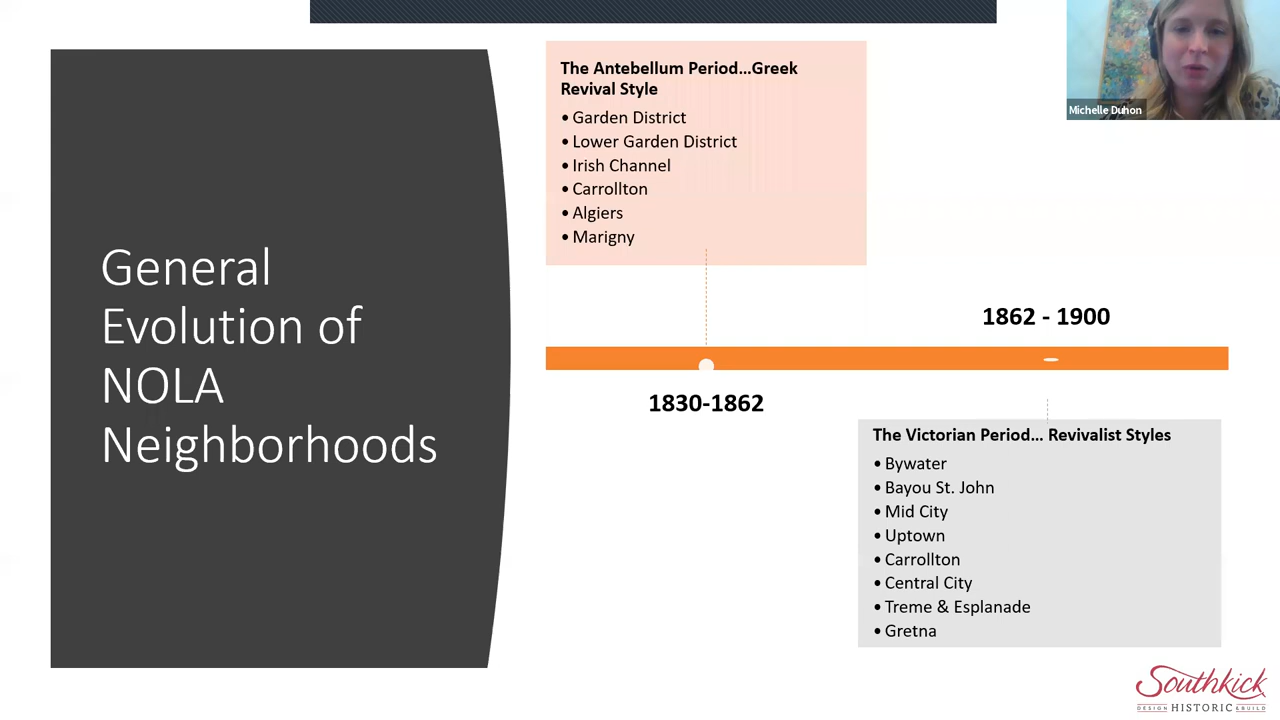 General
Evolution of
NOLA
Neighborhoods
The Antebellum Period...Greek
Revival Style
• Garden District
• Lower Garden District
• Irish Channel
• Carrollton
• Algiers
• Marigny
1830-1862
1862 - 1900
The Victorian Period... Revivalist Styles
• Bywater
• Bayou St. John
• Mid City
• Uptown
• Carrollton
• Central City
• Treme & Esplanade
• Gretna
Michelle Duhon
Southkick
DESIGN HISTORIC & BUILD